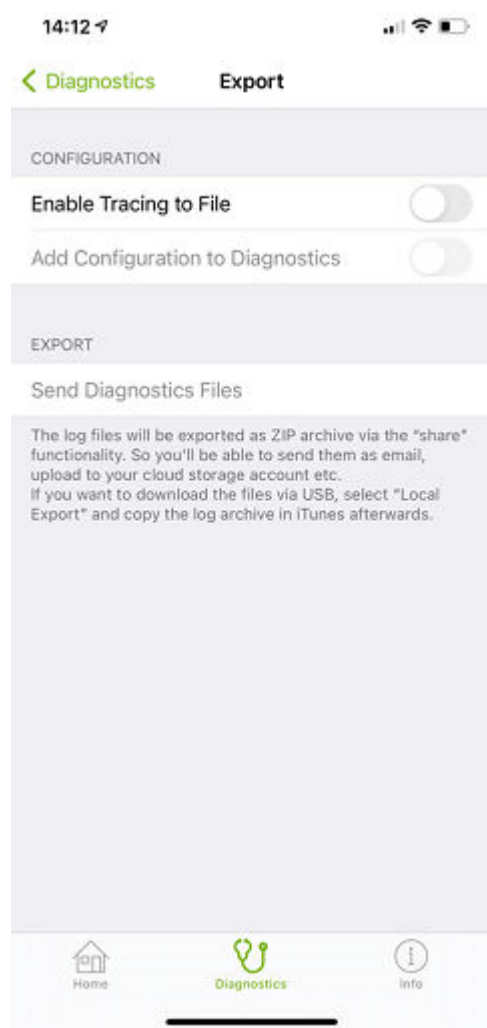 14:12
Diagnostics Export
CONFIGURATION
Enable Tracing to File
Add Configuration to Diagnostics
EXPORT
Send Diagnostics Files
The log files will be exported as ZIP archive via the "share"
functionality. So you'll be able to send them as email,
upload to your cloud storage account etc.
If you want to download the files via USB, select "Local
Export" and copy the log archive in iTunes afterwards.
Home Diagnostics Info